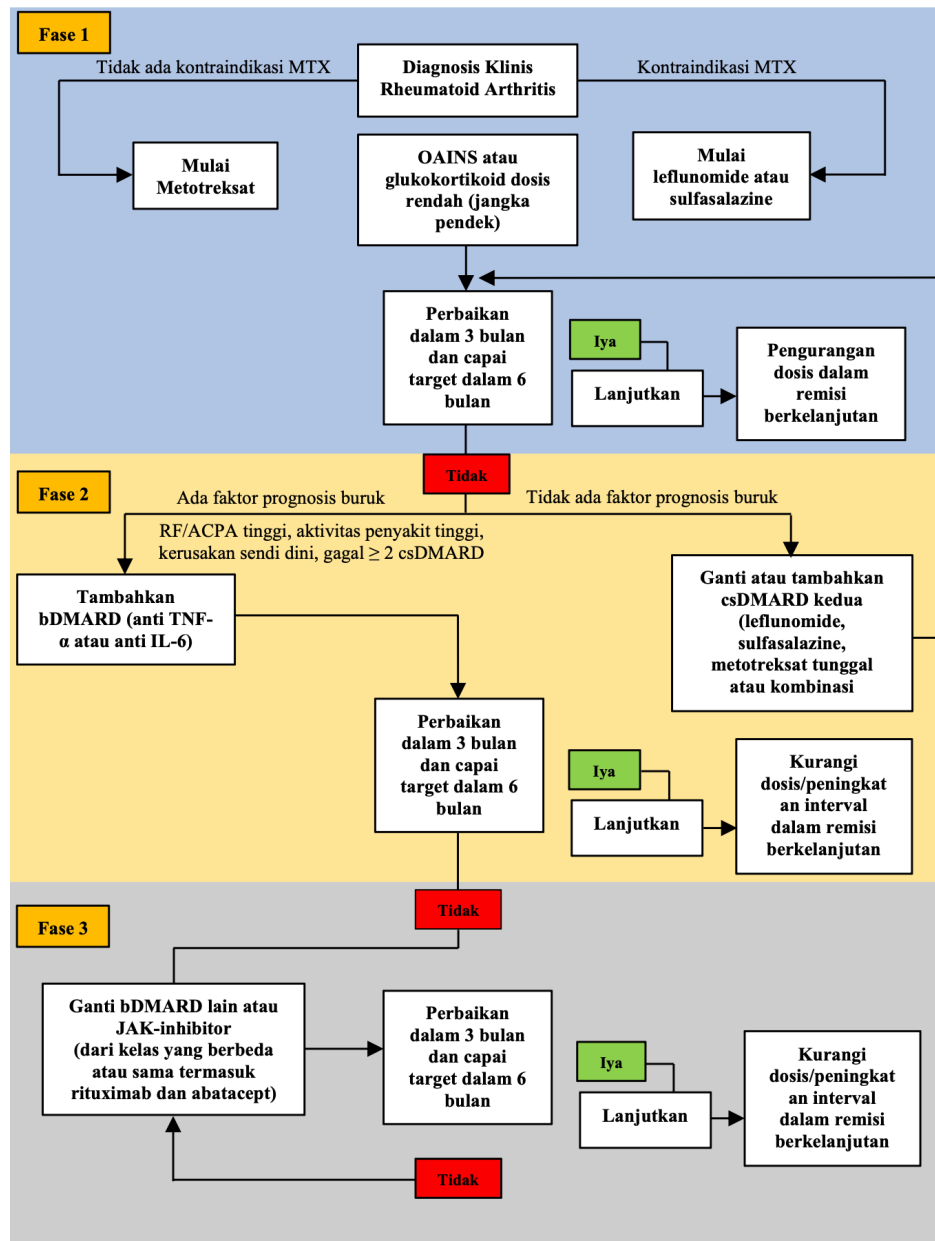 Fase 1
Tidak ada kontraindikasi MTX
Diagnosis Klinis
Rheumatoid Arthritis
Kontraindikasi MTX
Mulai
Metotreksat
OAINS atau
glukokortikoid dosis
rendah (jangka
pendek)
Mulai
leflunomide atau
sulfasalazine
Perbaikan
dalam 3 bulan
dan capai
target dalam 6
bulan
Iya
Lanjutkan
Pengurangan
dosis dalam
remisi
berkelanjutan
Tidak
Fase 2
Ada faktor prognosis buruk
Tidak ada faktor prognosis buruk
RF/ACPA tinggi, aktivitas penyakit tinggi,
kerusakan sendi dini, gagal ≥ 2 csDMARD
Tambahkan
bDMARD (anti TNF-
α atau anti IL-6)
Ganti atau tambahkan
csDMARD kedua
(leflunomide,
sulfasalazine,
metotreksat tunggal
atau kombinasi
Perbaikan
dalam 3 bulan
dan capai
target dalam 6
bulan
Iya
Lanjutkan
Kurangi
dosis/peningkat
an interval
dalam remisi
berkelanjutan
Tidak
Fase 3
Ganti bDMARD lain atau
JAK-inhibitor
(dari kelas yang berbeda
atau sama termasuk
rituximab dan abatacept)
Perbaikan
dalam 3 bulan
dan capai
target dalam 6
bulan
Iya
Lanjutkan
Kurangi
dosis/peningkat
an interval
dalam remisi
berkelanjutan
Tidak